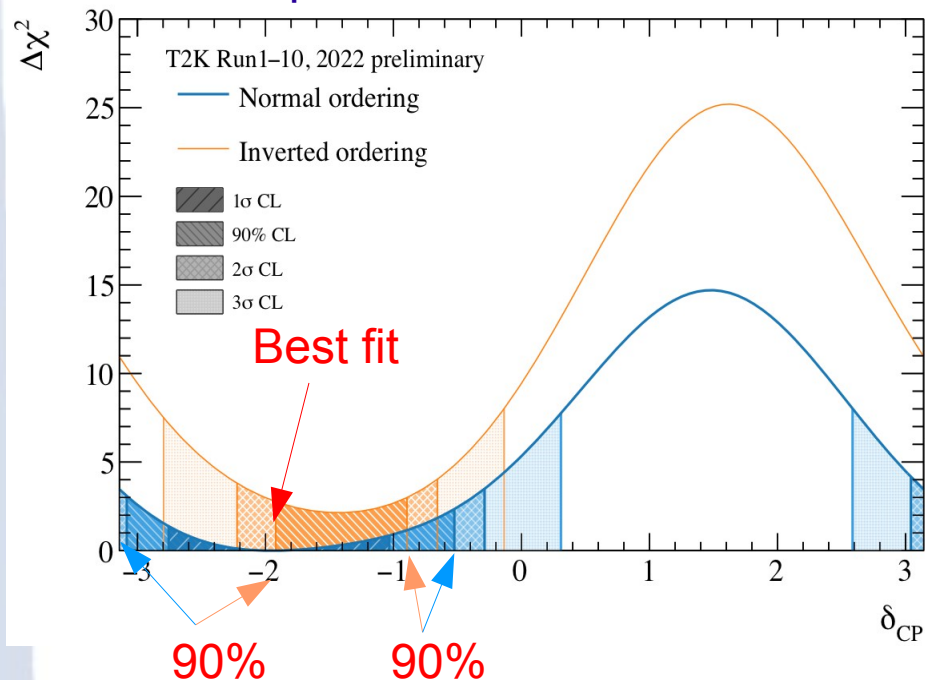 Δχ²
30
25
20
15
10
5
0
T2K Run1–10, 2022 preliminary
Normal ordering
Inverted ordering
1σ CL
90% CL
2σ CL
3σ CL
Best fit
−3 −2 −1 0 1 2 3
δCP
90% 90%